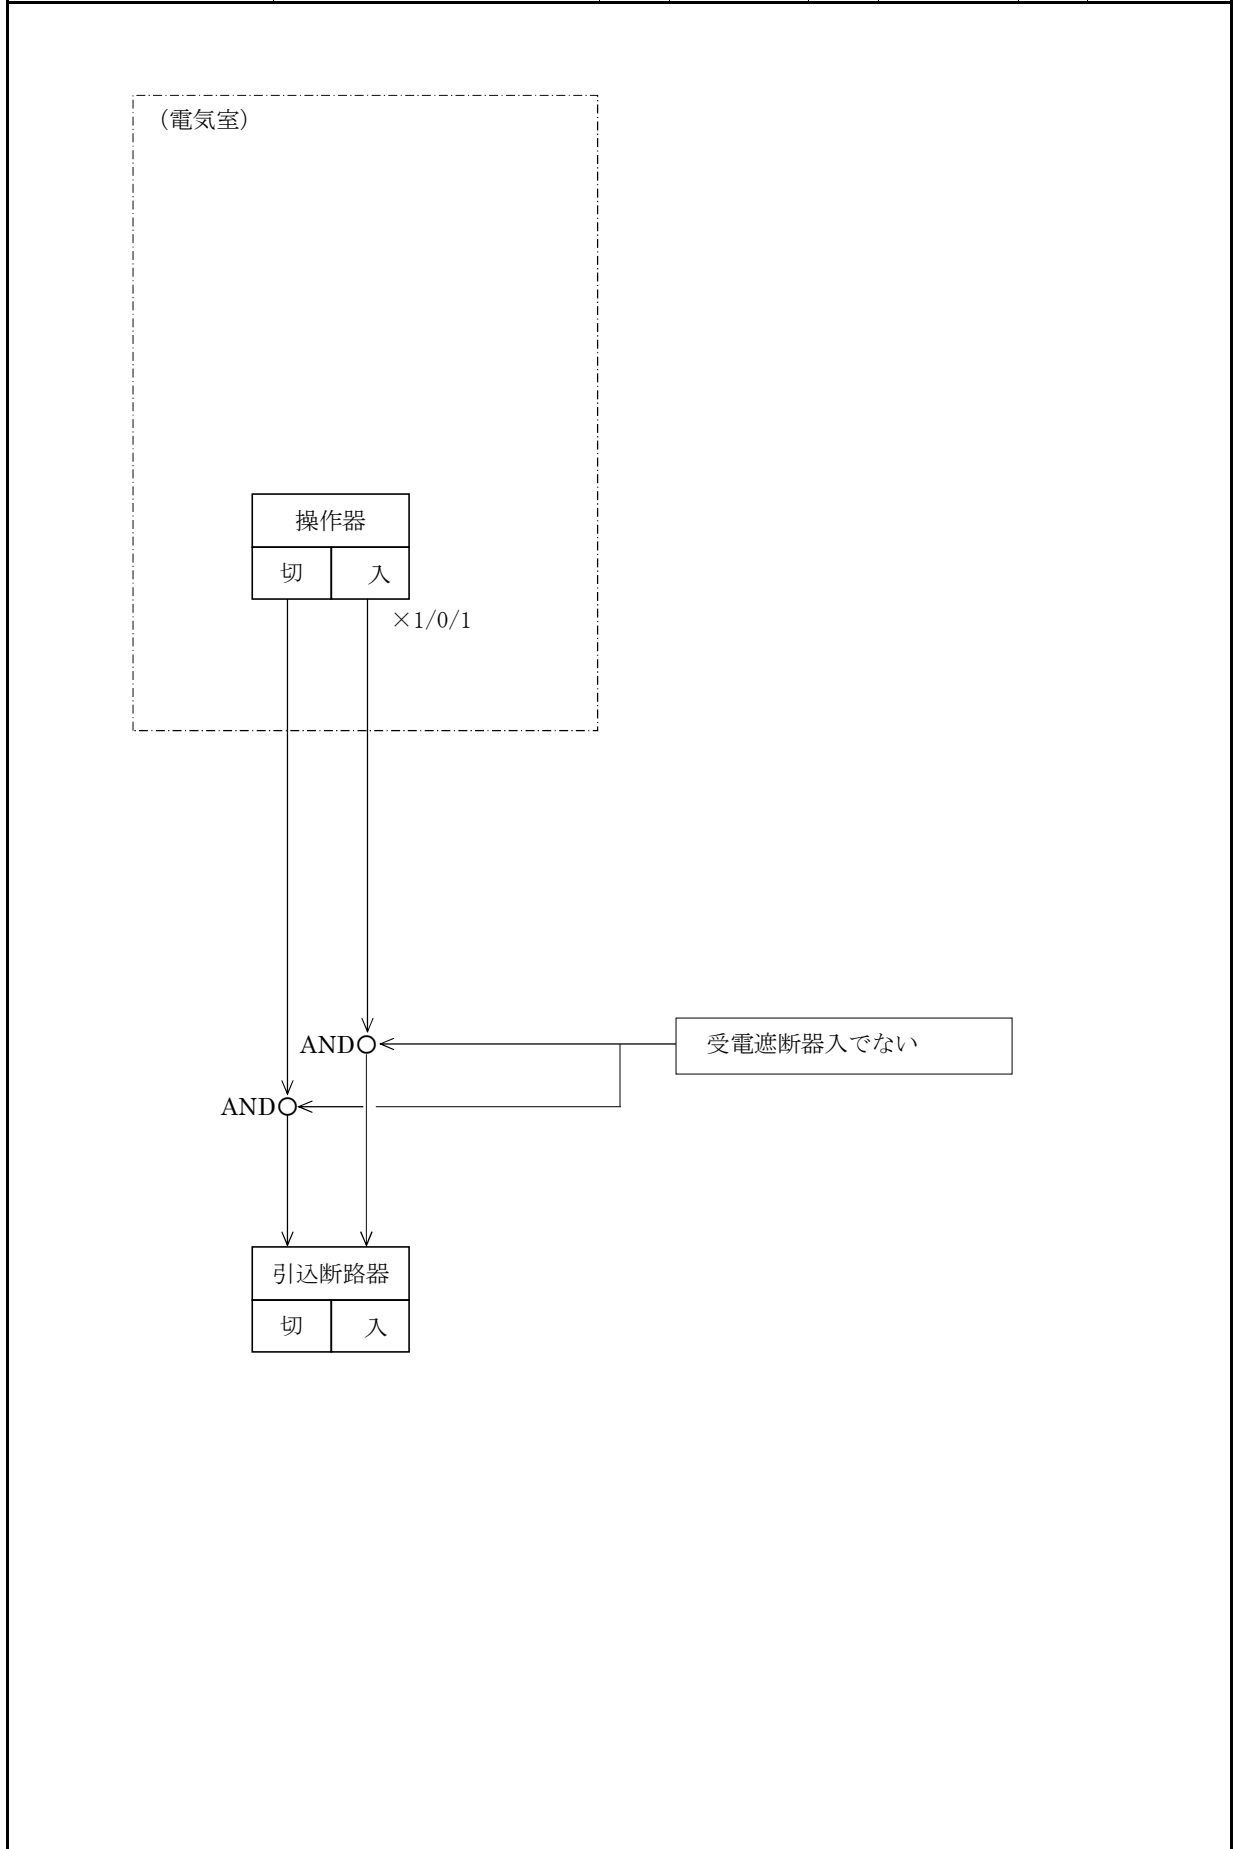 (電気室)
操作器
切 入
×1/0/1
AND
受電遮断器入でない
AND
引込断路器
切 入